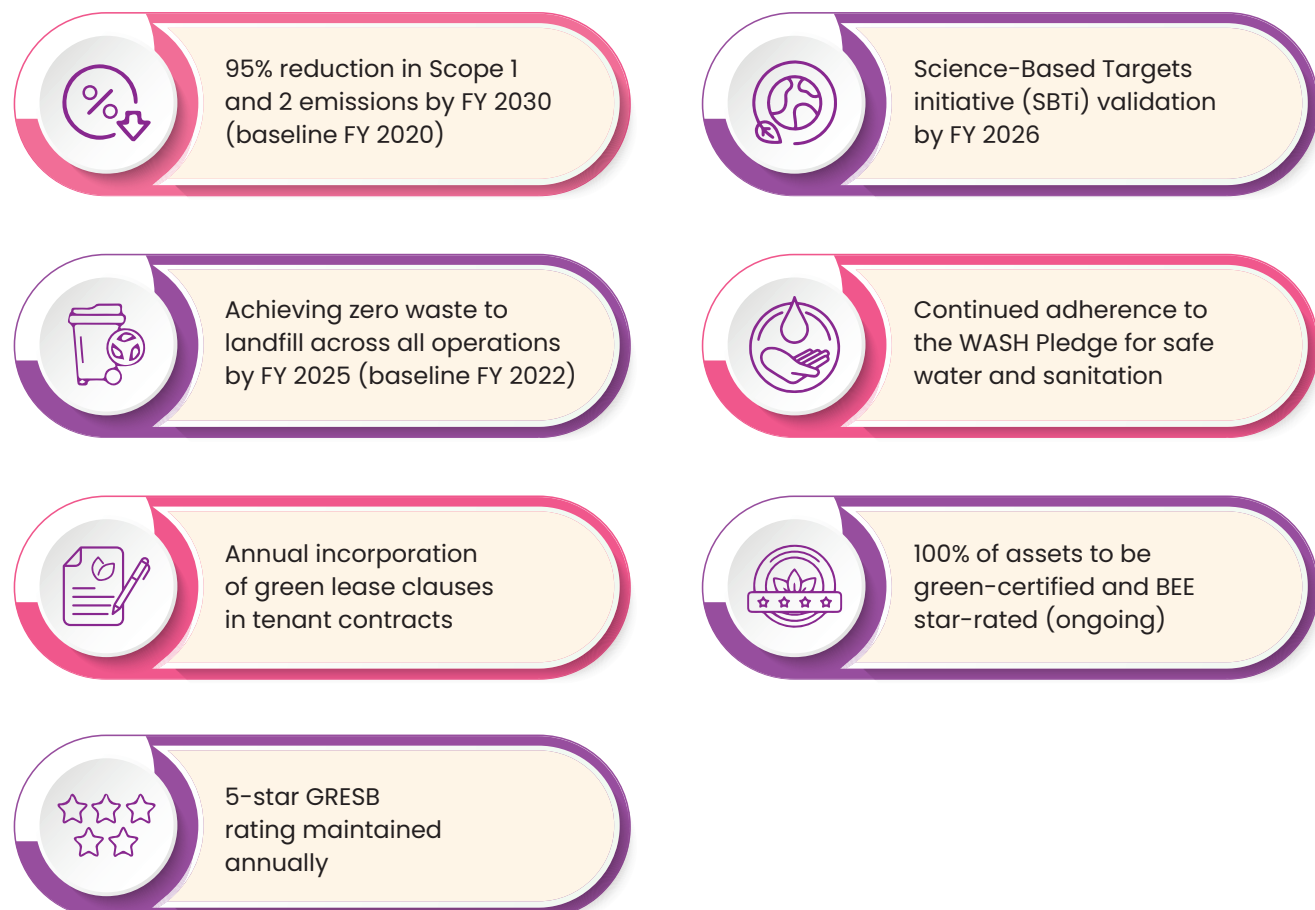 95% reduction in Scope 1
and 2 emissions by FY 2030
(baseline FY 2020)
Science-Based Targets
initiative (SBTi) validation
by FY 2026
Achieving zero waste to
landfill across all operations
by FY 2025 (baseline FY 2022)
Continued adherence to
the WASH Pledge for safe
water and sanitation
Annual incorporation
of green lease clauses
in tenant contracts
100% of assets to be
green-certified and BEE
star-rated (ongoing)
5-star GRESB
rating maintained
annually